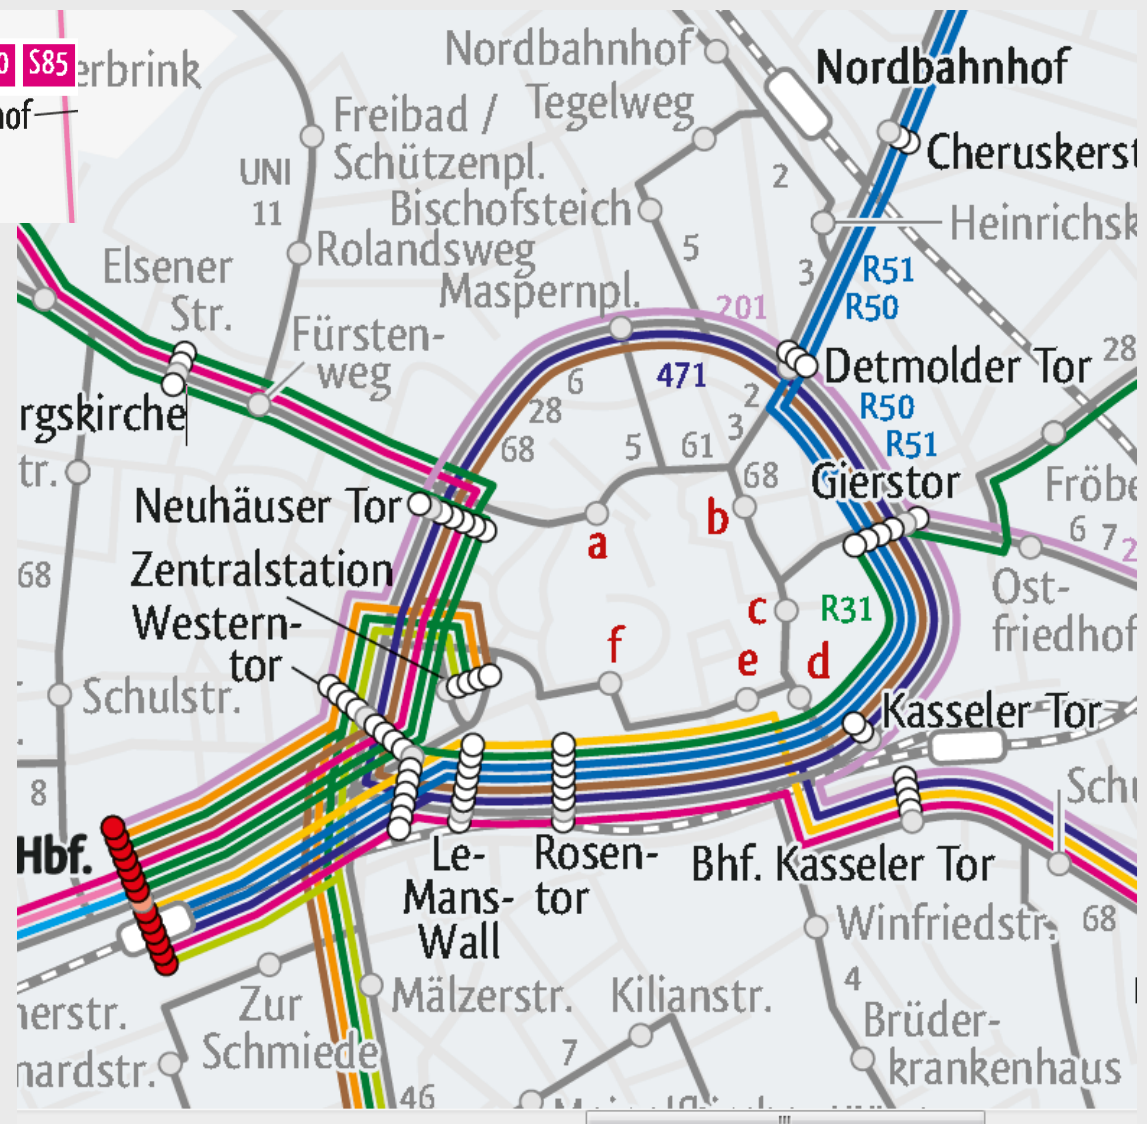 0 S85
erbrink
hof
Nordbahnhof
Nordbahnhof
Freibad /
Schützenpl.
Tegelweg
Cheruskerst
UNI
11
2
Bischofsteich
Heinrichsk
Rolandsweg
5
Elsener
Str.
3
R51
R50
Maspernpl.
201
Fürsten-
weg
28
Detmolder Tor
6
471
2
rgskirche
28
R50
3
R51
68
5
61
68
tr.
Gierstor
Fröbe
Neuhäuser Tor
b
6 7
2
a
Zentralstation
68
Ost-
friedhof
c
R31
Western-
tor
f
e
d
Schulstr.
Kasseler Tor
8
Schu
Hbf.
Le-
Mans-
Wall
Rosen-
tor
Bhf. Kasseler Tor
Winfriedstr.
68
4
nerstr.
Zur
Schmiede
Mälzerstr.
Kilianstr.
Brüder-
krankenhaus
nardstr.
7
46